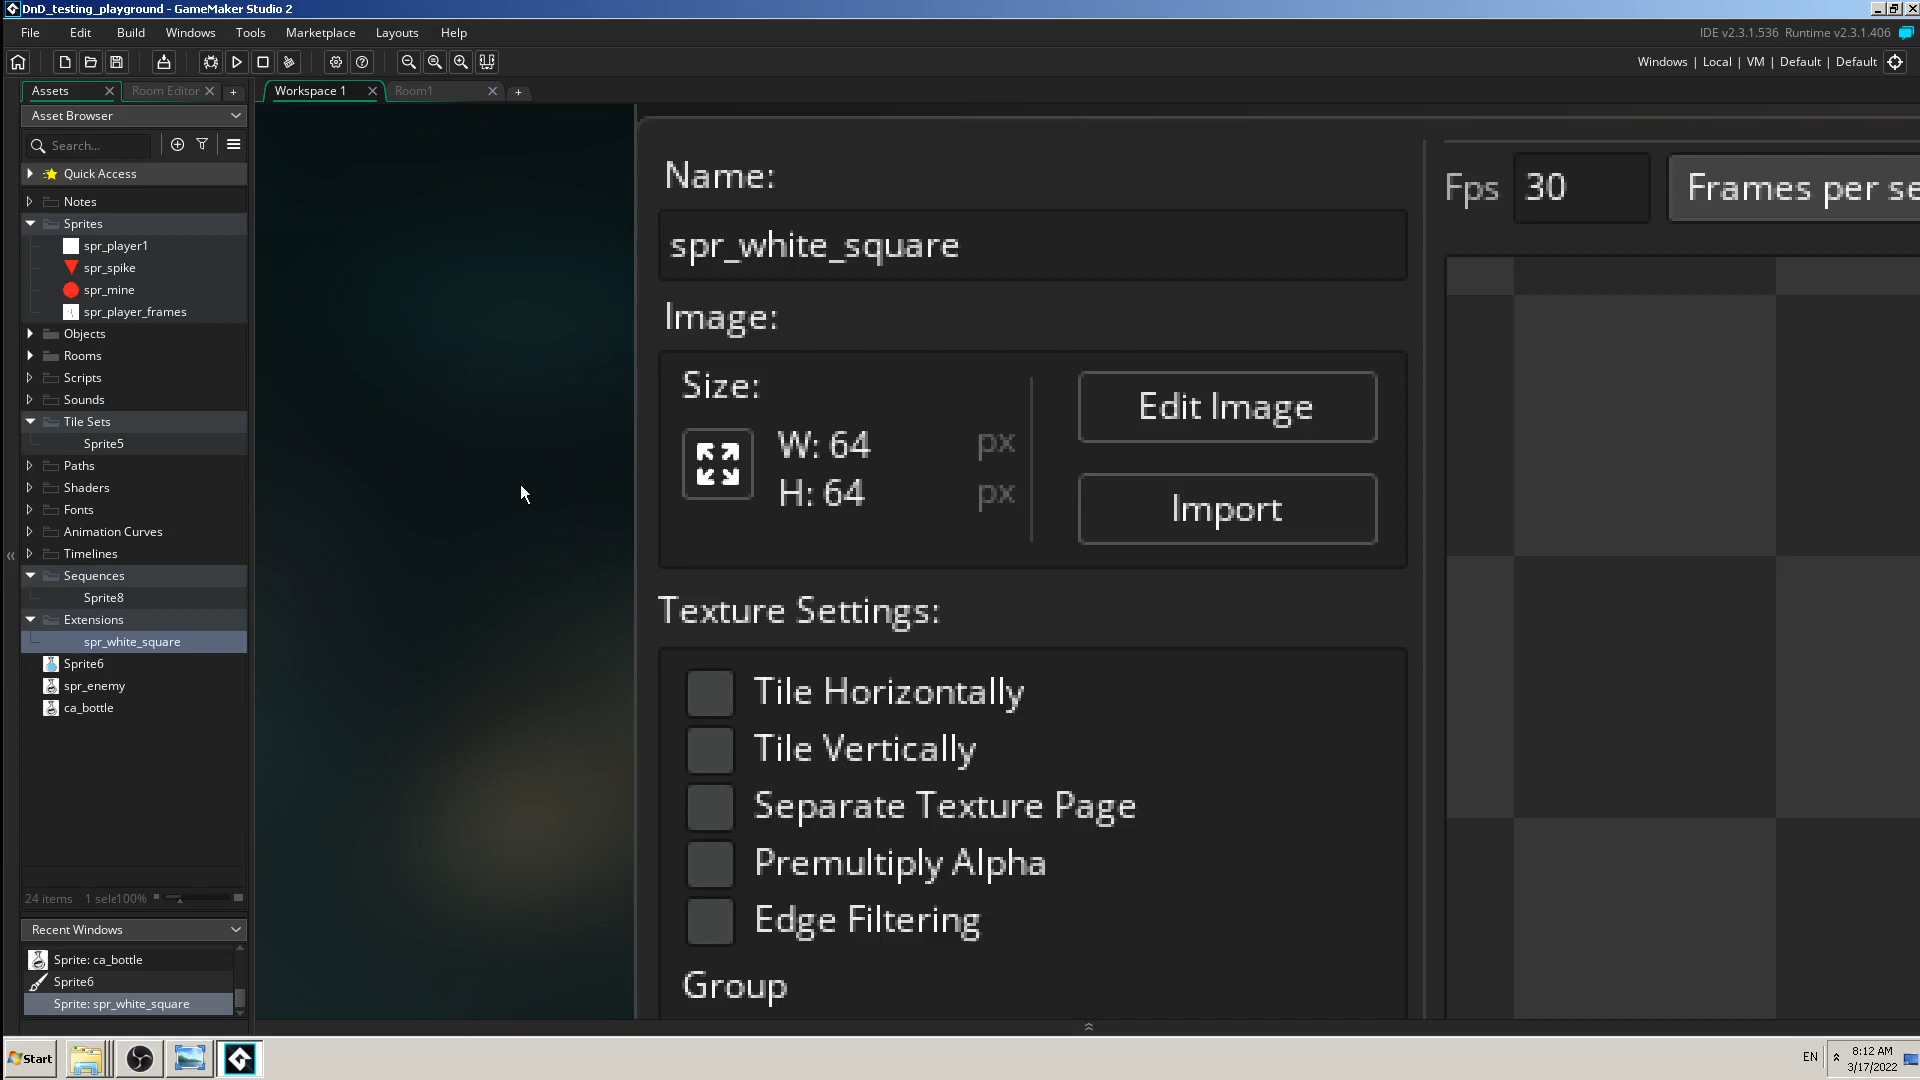 DnD_testing_playground - GameMaker Studio 2
File Edit Build Windows Tools Marketplace Layouts Help
IDE v2.3.1.536 Runtime v2.3.1.406
Windows | Local | VM | Default | Default
Assets Room Editor
Workspace 1 Room1
Asset Browser
Search...
Quick Access
Notes
Sprites
spr_player1
spr_spike
spr_mine
spr_player_frames
Objects
Rooms
Scripts
Sounds
Tile Sets
Sprite5
Paths
Shaders
Fonts
Animation Curves
Timelines
Sequences
Sprite8
Extensions
spr_white_square
Sprite6
spr_enemy
ca_bottle
24 items 1 sele100%
Recent Windows
Sprite: ca_bottle
Sprite6
Sprite: spr_white_square
Name:
spr_white_square
Image:
Size:
W: 64 px
H: 64 px
Edit Image
Import
Texture Settings:
Tile Horizontally
Tile Vertically
Separate Texture Page
Premultiply Alpha
Edge Filtering
Group
Fps 30 Frames per se
Start
EN
8:12 AM
3/17/2022